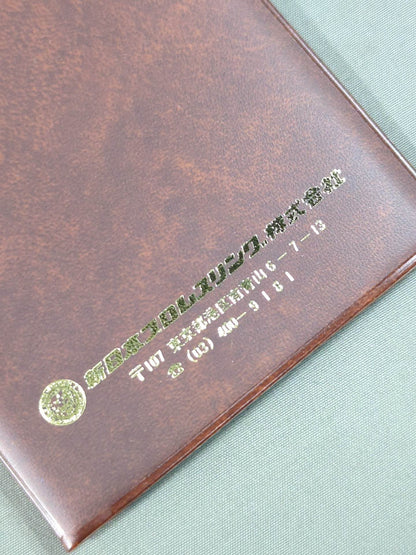 新日本プロレスリング株式会社
〒107 東京都港区南青山6-7-13
☎ (03) 400-9181